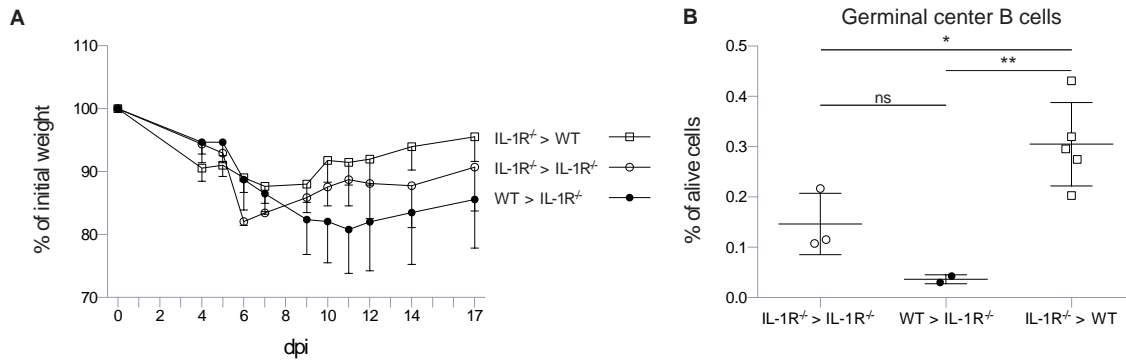 A
110
100
90
80
70
% of initial weight
0 2 4 6 8 10 12 14 17
dpi
IL-1R-/- > WT
IL-1R-/- > IL-1R-/-
WT > IL-1R-/-
B
Germinal center B cells
0.5
0.4
0.3
0.2
0.1
0.0
% of alive cells
*
**
ns
IL-1R-/- > IL-1R-/-
WT > IL-1R-/-
IL-1R-/- > WT